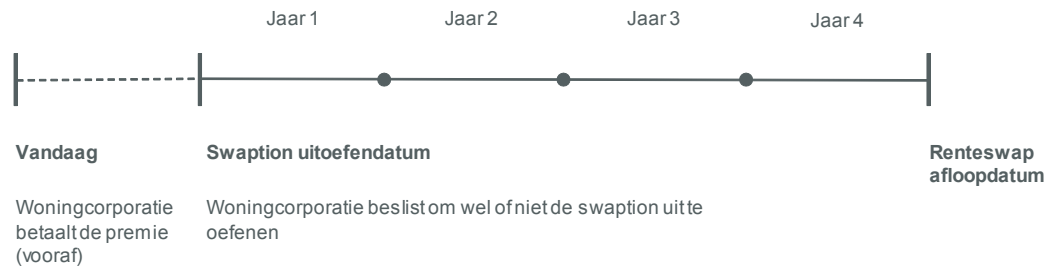 Jaar 1 Jaar 2 Jaar 3 Jaar 4
Vandaag
Swaption uitoefendatum
Renteswap
afloopdatum
Woningcorporatie
betaalt de premie
(vooraf)
Woningcorporatie beslist om wel of niet de swaption uit te
oefenen